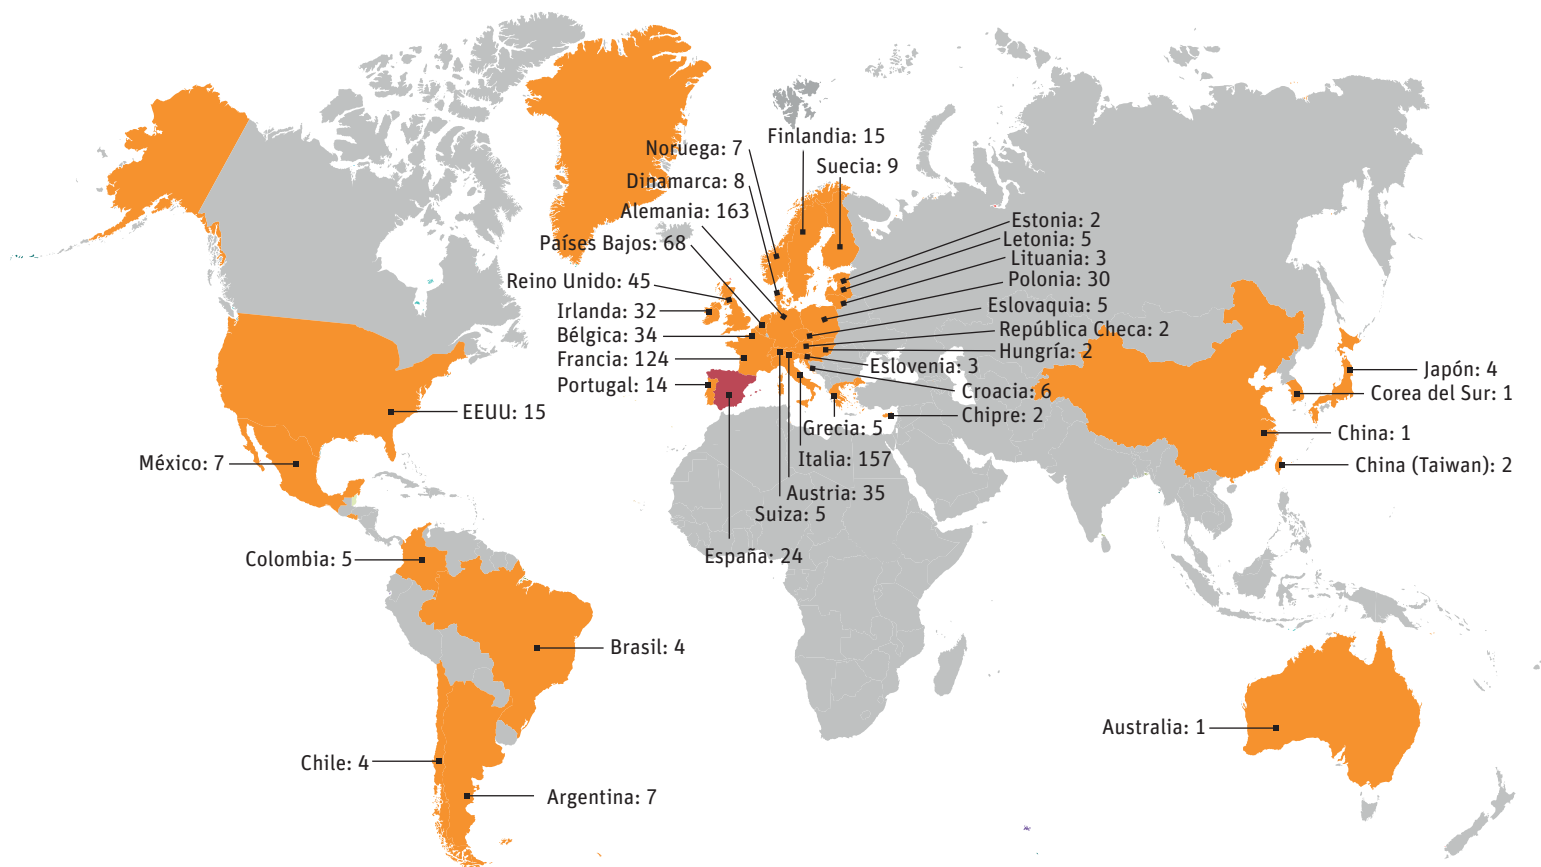 Finlandia: 15
Noruega: 7
Suecia: 9
Dinamarca: 8
Alemania: 163
Países Bajos: 68
Reino Unido: 45
Irlanda: 32
Bélgica: 34
Francia: 124
Portugal: 14
Estonia: 2
Letonia: 5
Lituania: 3
Polonia: 30
Eslovaquia: 5
República Checa: 2
Hungría: 2
Eslovenia: 3
Croacia: 6
Chipre: 2
Grecia: 5
Italia: 157
Austria: 35
Suiza: 5
España: 24
EEUU: 15
México: 7
Colombia: 5
Brasil: 4
Chile: 4
Argentina: 7
Japón: 4
Corea del Sur: 1
China: 1
China (Taiwan): 2
Australia: 1